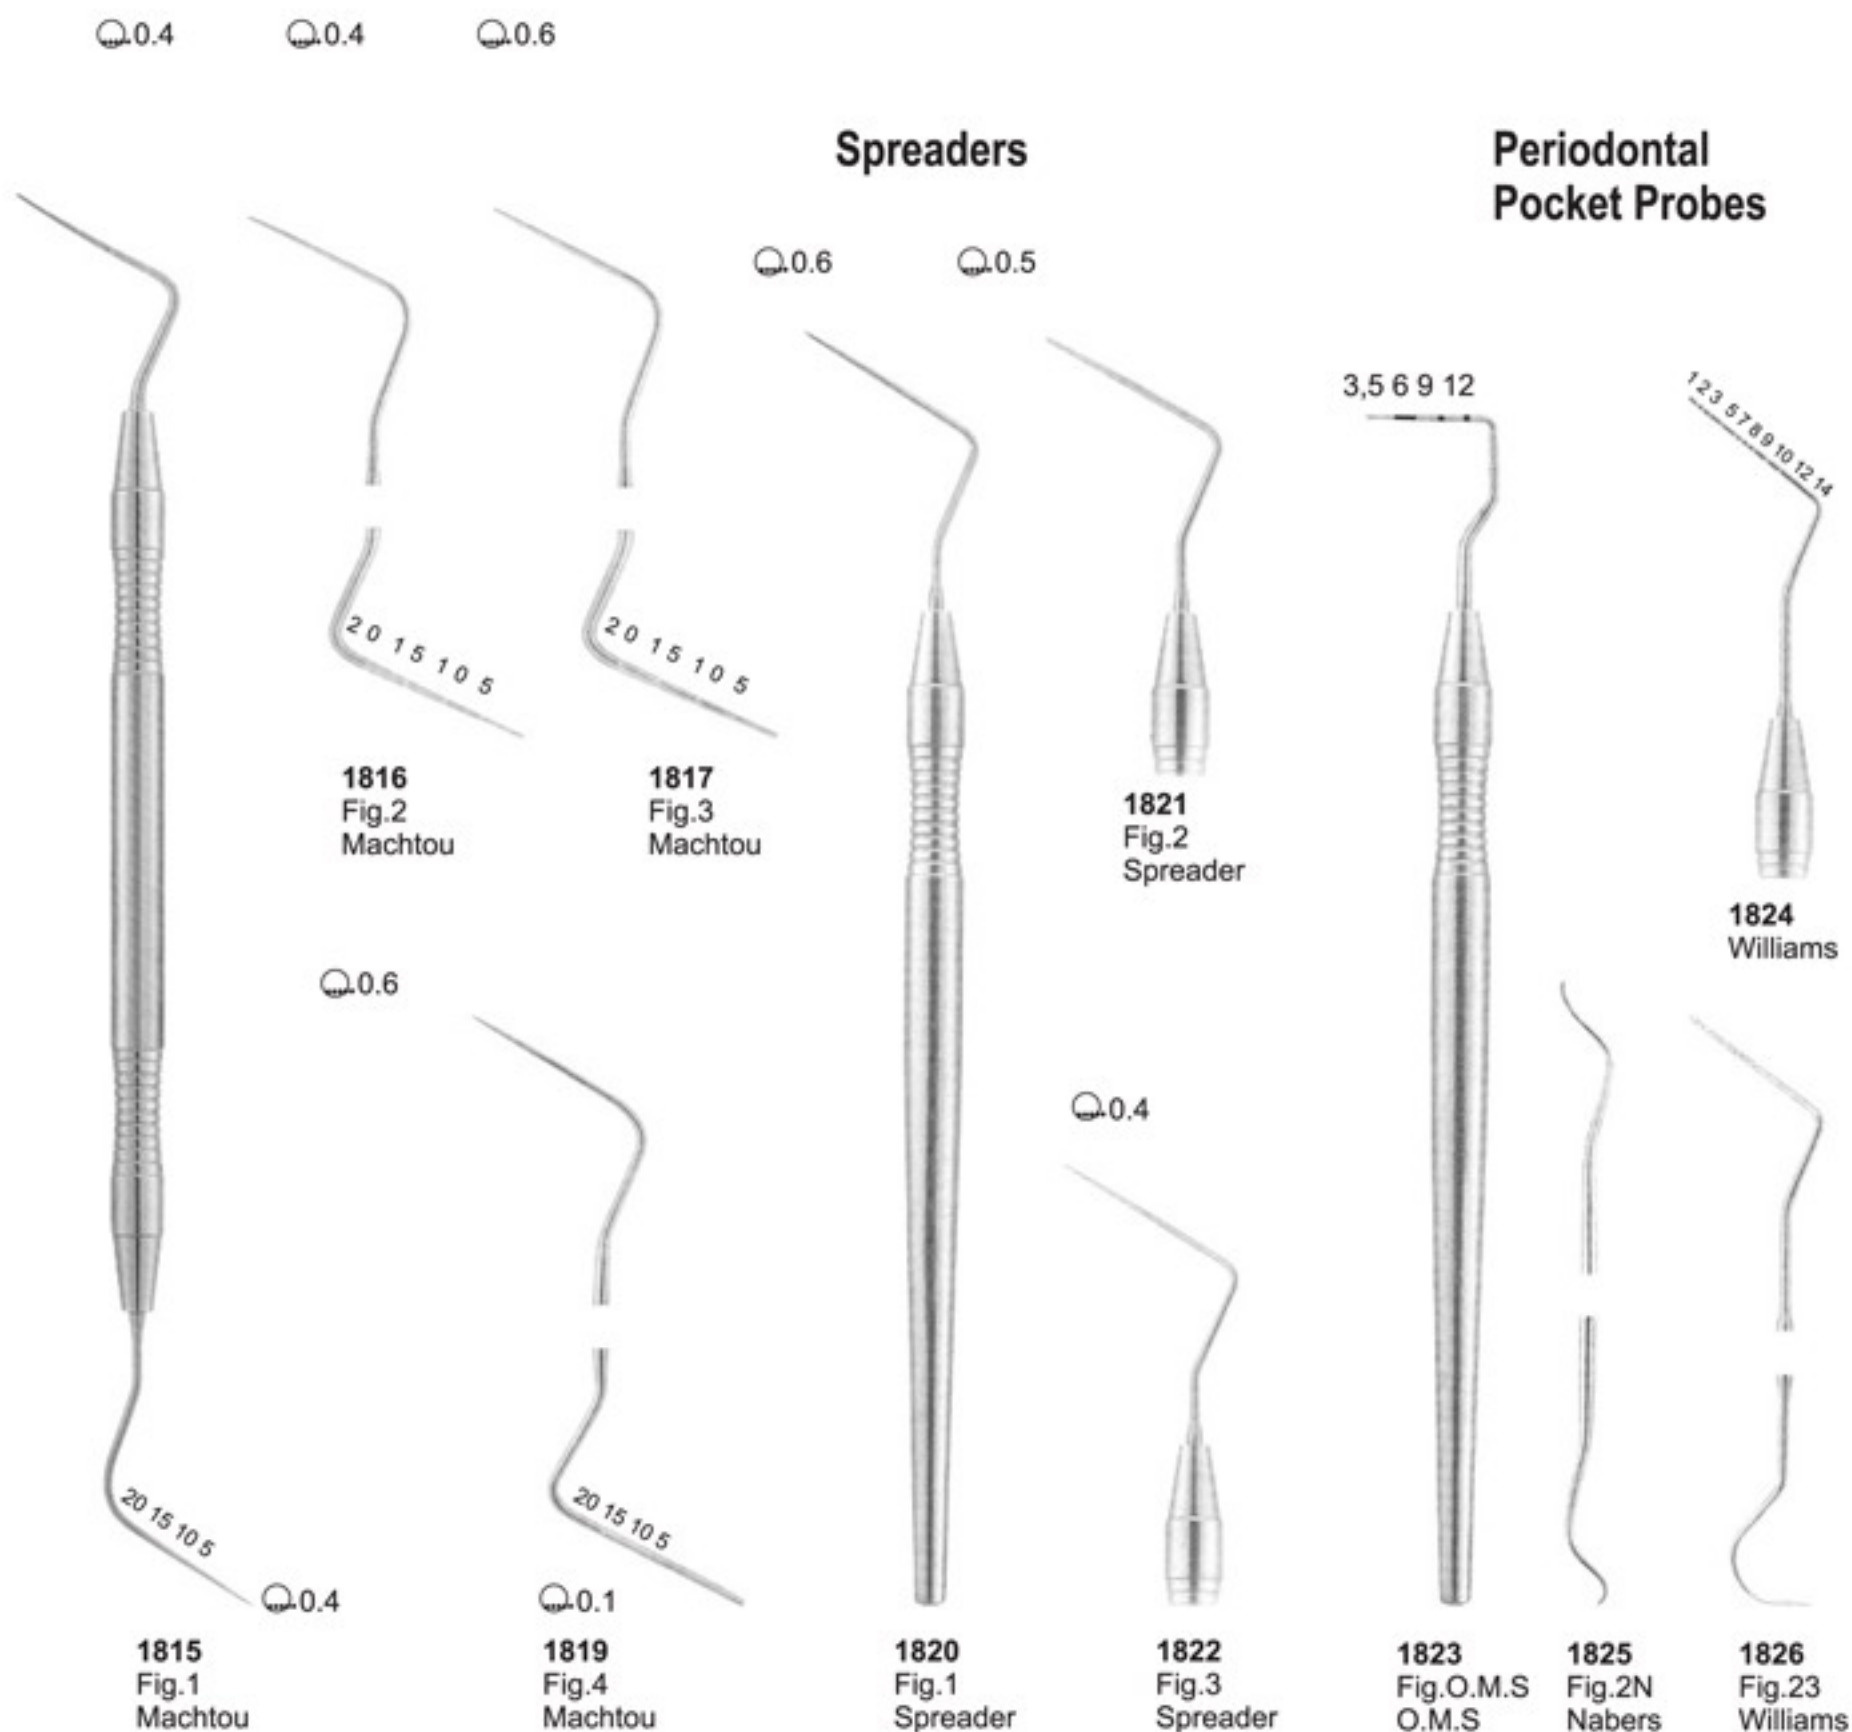 0.4
0.4
0.6
Spreaders
Periodontal
Pocket Probes
0.6
0.5
3,5 6 9 12
1 2 3 5 7 8 9 10 12 14
20 15 10 5
20 15 10 5
1816
Fig.2
Machtou
1817
Fig.3
Machtou
1821
Fig.2
Spreader
1824
Williams
0.6
0.4
20 15 10 5
0.4
20 15 10 5
0.1
1815
Fig.1
Machtou
1819
Fig.4
Machtou
1820
Fig.1
Spreader
1822
Fig.3
Spreader
1823
Fig.O.M.S
O.M.S
1825
Fig.2N
Nabers
1826
Fig.23
Williams